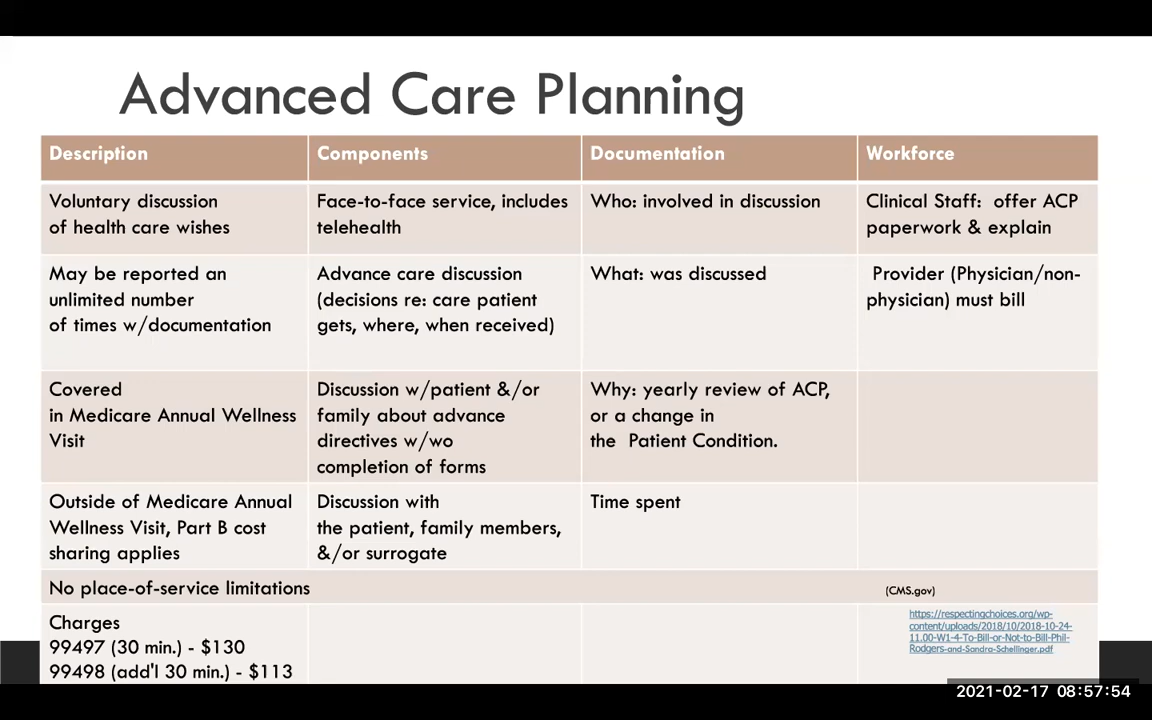 Advanced Care Planning
Description
Components
Documentation
Workforce
Voluntary discussion
of health care wishes
Face-to-face service, includes
telehealth
Who: involved in discussion
Clinical Staff:  offer ACP
paperwork & explain
May be reported an
unlimited number
of times w/documentation
Advance care discussion
(decisions re: care patient
gets, where, when received)
What: was discussed
Provider (Physician/non-
physician) must bill
Covered
in Medicare Annual Wellness
Visit
Discussion w/patient &/or
family about advance
directives w/wo
completion of forms
Why: yearly review of ACP,
or a change in
the  Patient Condition.
Outside of Medicare Annual
Wellness Visit, Part B cost
sharing applies
Discussion with
the patient, family members,
&/or surrogate
Time spent
No place-of-service limitations
(CMS.gov)
Charges
99497 (30 min.) - $130
99498 (add'l 30 min.) - $113
https://respectingchoices.org/wp-
content/uploads/2018/10/2018-10-24-
11.00-W1-4-To-Bill-or-Not-to-Bill-Phil-
Rodgers-and-Sandra-Schellinger.pdf
2021-02-17 08:57:54